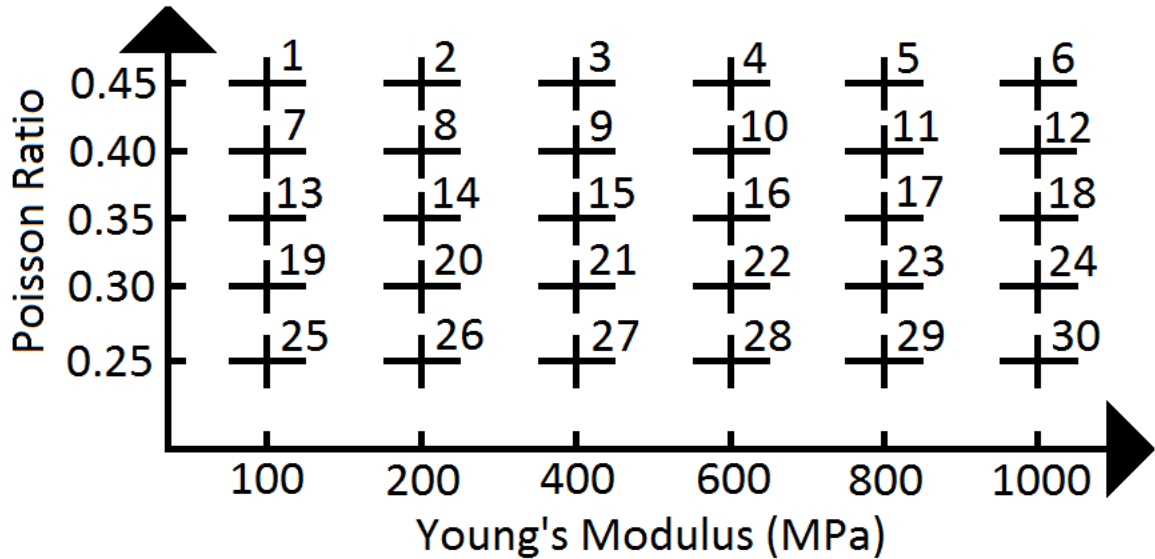 1 2 3 4 5 6
0.45
7 8 9 10 11 12
0.40
13 14 15 16 17 18
0.35
19 20 21 22 23 24
0.30
25 26 27 28 29 30
0.25
Poisson Ratio
100 200 400 600 800 1000
Young's Modulus (MPa)